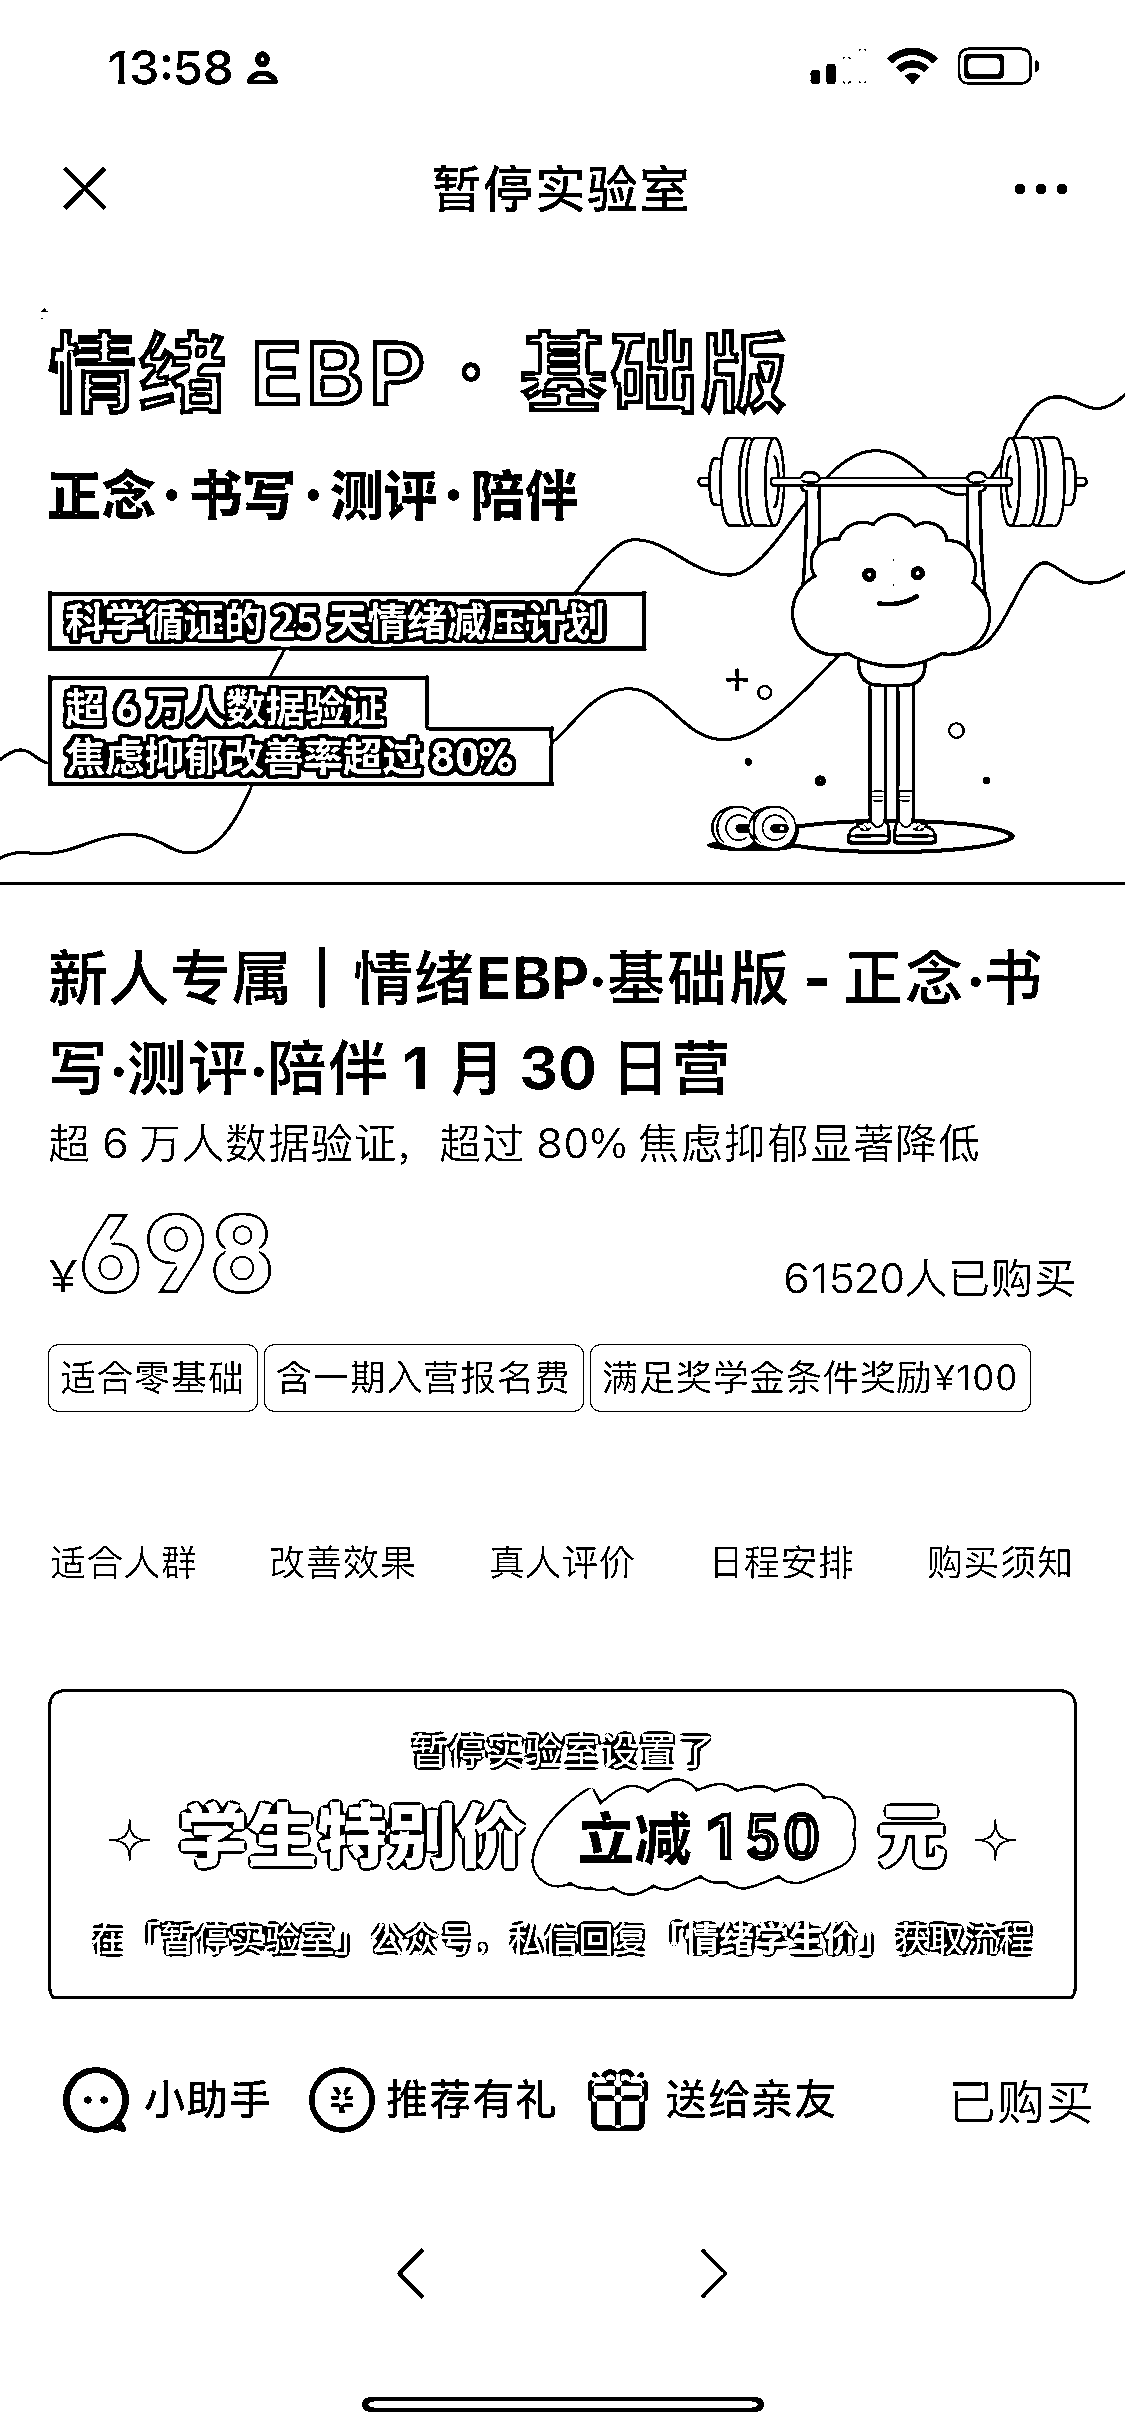 13:58
暂停实验室
情绪 EBP · 基础版
正念·书写·测评·陪伴
科学循证的 25 天情绪减压计划
超 6 万人数据验证
焦虑抑郁改善率超过 80%
新人专属｜情绪EBP·基础版 - 正念·书
写·测评·陪伴 1 月 30 日营
超 6 万人数据验证，超过 80% 焦虑抑郁显著降低
¥698
61520人已购买
适合零基础 含一期入营报名费 满足奖学金条件奖励¥100
适合人群 改善效果 真人评价 日程安排 购买须知
暂停实验室设置了
学生特别价 立减 150 元
在「暂停实验室」公众号，私信回复「情绪学生价」获取流程
小助手 推荐有礼 送给亲友 已购买